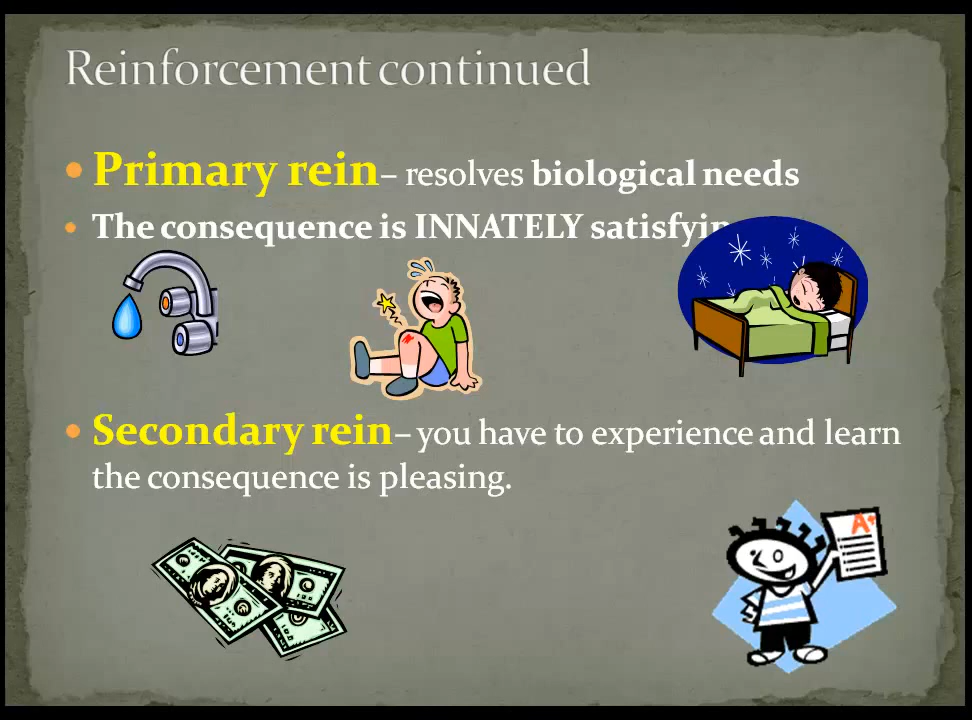 Reinforcement continued
Primary rein– resolves biological needs
The consequence is INNATELY satisfyin
Secondary rein– you have to experience and learn
the consequence is pleasing.
A+